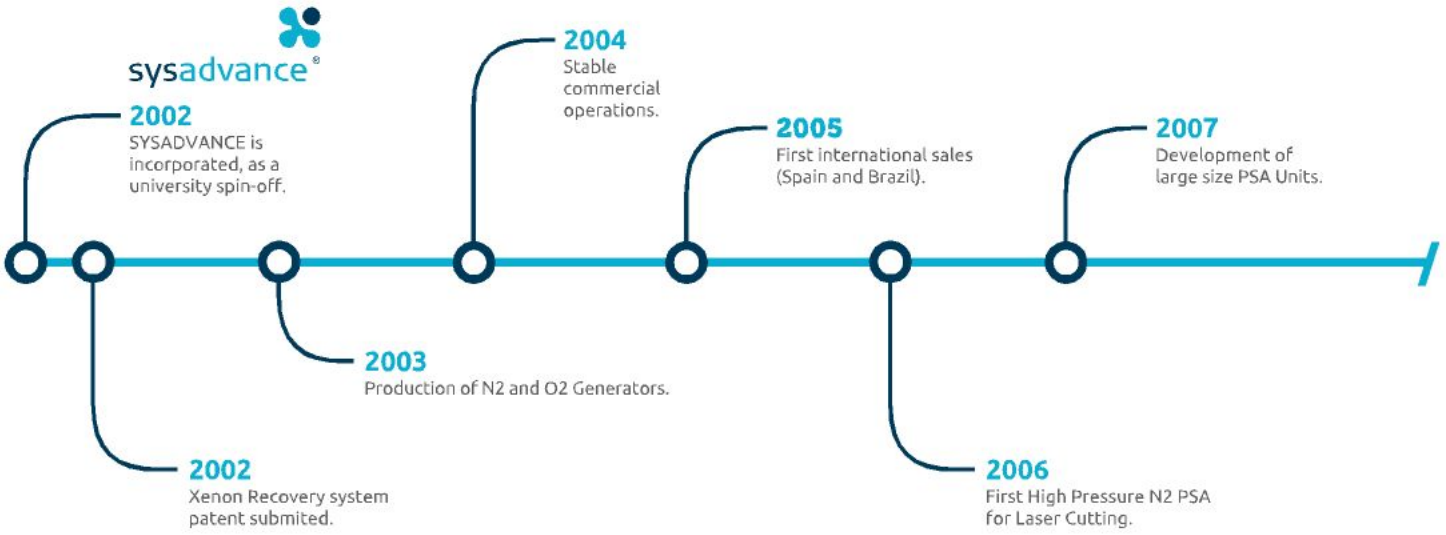 sysadvance®
2002
SYSADVANCE is
incorporated, as a
university spin-off.
2002
Xenon Recovery system
patent submited.
2003
Production of N2 and O2 Generators.
2004
Stable
commercial
operations.
2005
First international sales
(Spain and Brazil).
2006
First High Pressure N2 PSA
for Laser Cutting.
2007
Development of
large size PSA Units.